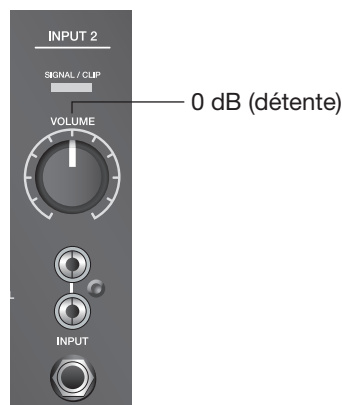 INPUT 2
SIGNAL / CLIP
0 dB (détente)
VOLUME
INPUT